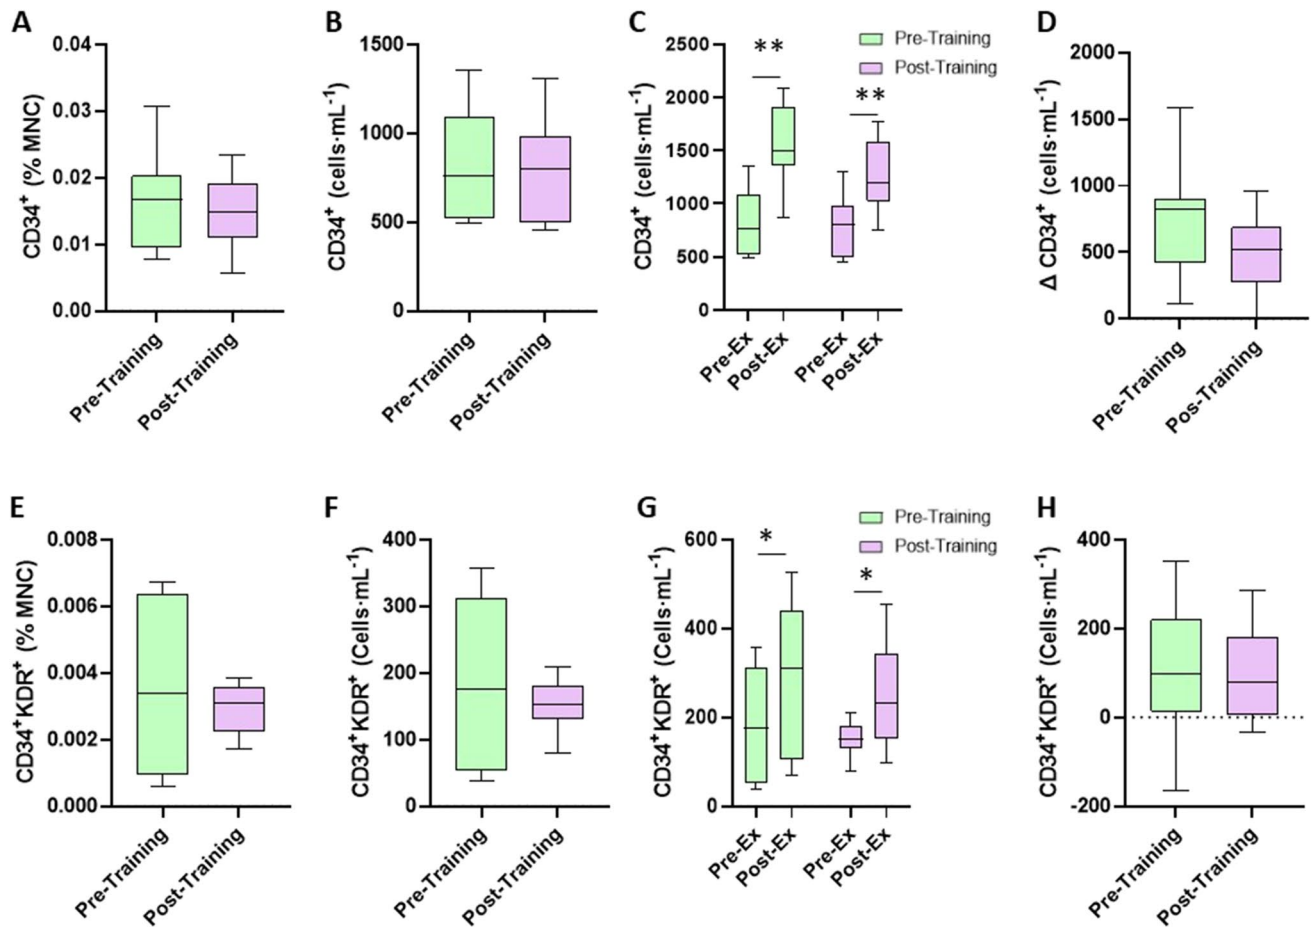 A
CD34⁺ (% MNC)
0.04
0.03
0.02
0.01
0.00
Pre-Training
Post-Training
B
CD34⁺ (cells·mL⁻¹)
1500
1000
500
0
Pre-Training
Post-Training
C
CD34⁺ (cells·mL⁻¹)
2500
2000
1500
1000
500
0
**
**
Pre-Training
Post-Training
Pre-Ex
Post-Ex
Pre-Ex
Post-Ex
D
Δ CD34⁺ (cells·mL⁻¹)
2000
1500
1000
500
0
Pre-Training
Pos-Training
E
CD34⁺KDR⁺ (% MNC)
0.008
0.006
0.004
0.002
0.000
Pre-Training
Post-Training
F
CD34⁺KDR⁺ (Cells·mL⁻¹)
400
300
200
100
0
Pre-Training
Post-Training
G
CD34⁺KDR⁺ (Cells·mL⁻¹)
600
400
200
0
*
*
Pre-Training
Post-Training
Pre-Ex
Post-Ex
Pre-Ex
Post-Ex
H
CD34⁺KDR⁺ (Cells·mL⁻¹)
400
200
0
-200
Pre-Training
Post-Training